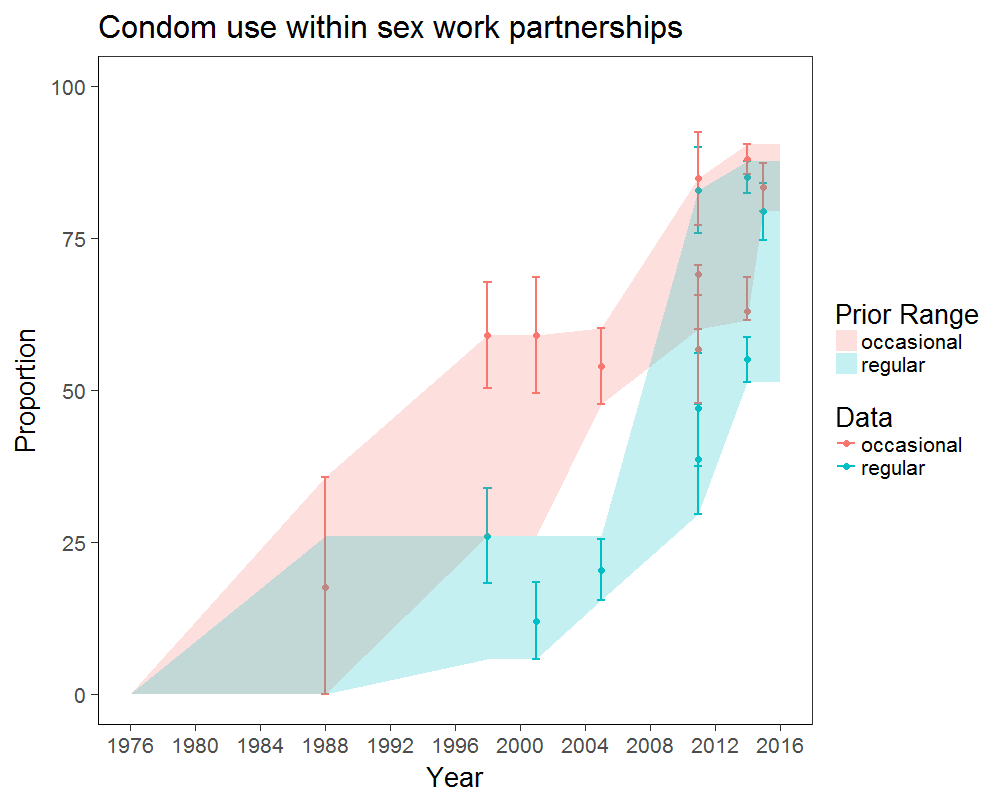 Condom use within sex work partnerships
100
75
50
25
0
Proportion
1976 1980 1984 1988 1992 1996 2000 2004 2008 2012 2016
Year
Prior Range
occasional
regular
Data
occasional
regular